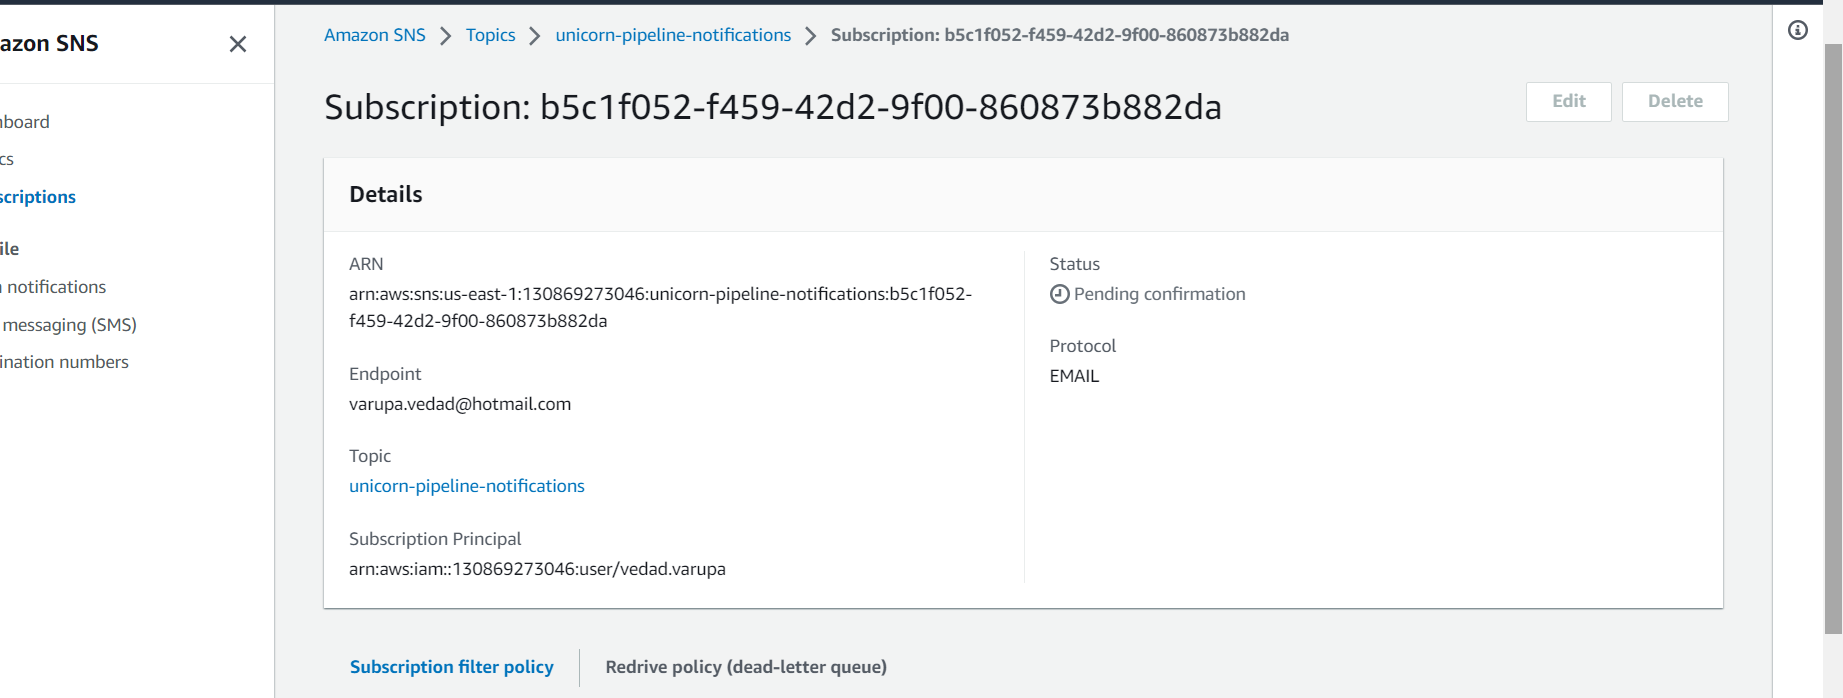 azon SNS
Amazon SNS > Topics > unicorn-pipeline-notifications > Subscription: b5c1f052-f459-42d2-9f00-860873b882da
board
cs
scriptions
ile
notifications
messaging (SMS)
ination numbers
Subscription: b5c1f052-f459-42d2-9f00-860873b882da
Edit
Delete
Details
ARN
arn:aws:sns:us-east-1:130869273046:unicorn-pipeline-notifications:b5c1f052-
f459-42d2-9f00-860873b882da
Endpoint
varupa.vedad@hotmail.com
Topic
unicorn-pipeline-notifications
Subscription Principal
arn:aws:iam::130869273046:user/vedad.varupa
Status
Pending confirmation
Protocol
EMAIL
Subscription filter policy
Redrive policy (dead-letter queue)